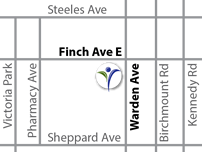 Steeles Ave
Finch Ave E
Victoria Park
Pharmacy Ave
Warden Ave
Birchmount Rd
Kennedy Rd
Sheppard Ave